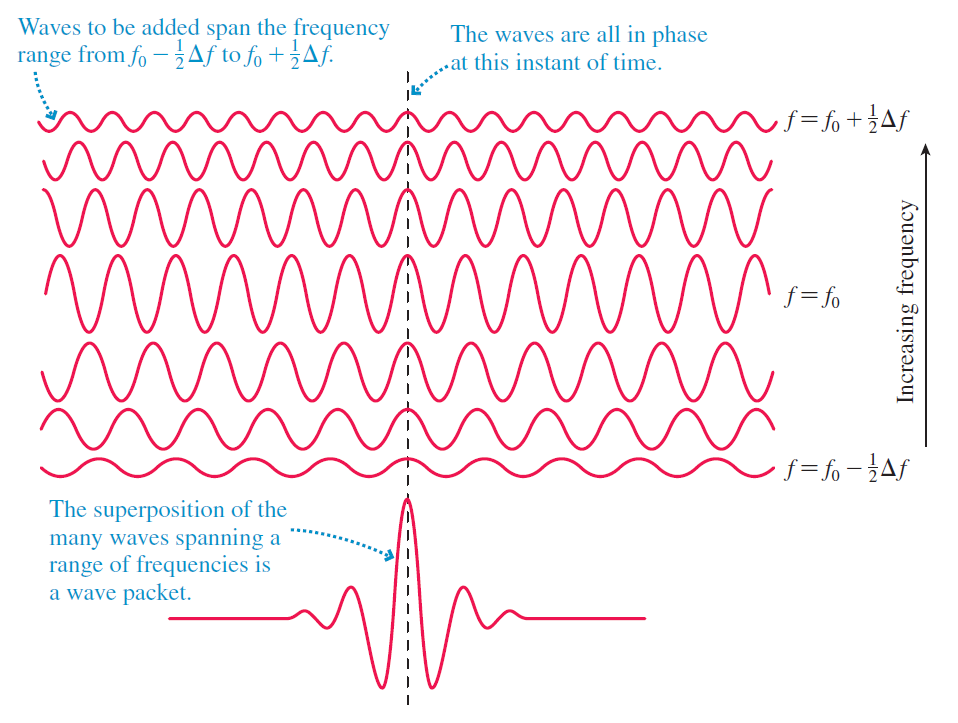 Waves to be added span the frequency
range from f₀ − ½Δf to f₀ + ½Δf.
The waves are all in phase
at this instant of time.
f = f₀ + ½Δf
Increasing frequency
f = f₀
f = f₀ − ½Δf
The superposition of the
many waves spanning a
range of frequencies is
a wave packet.